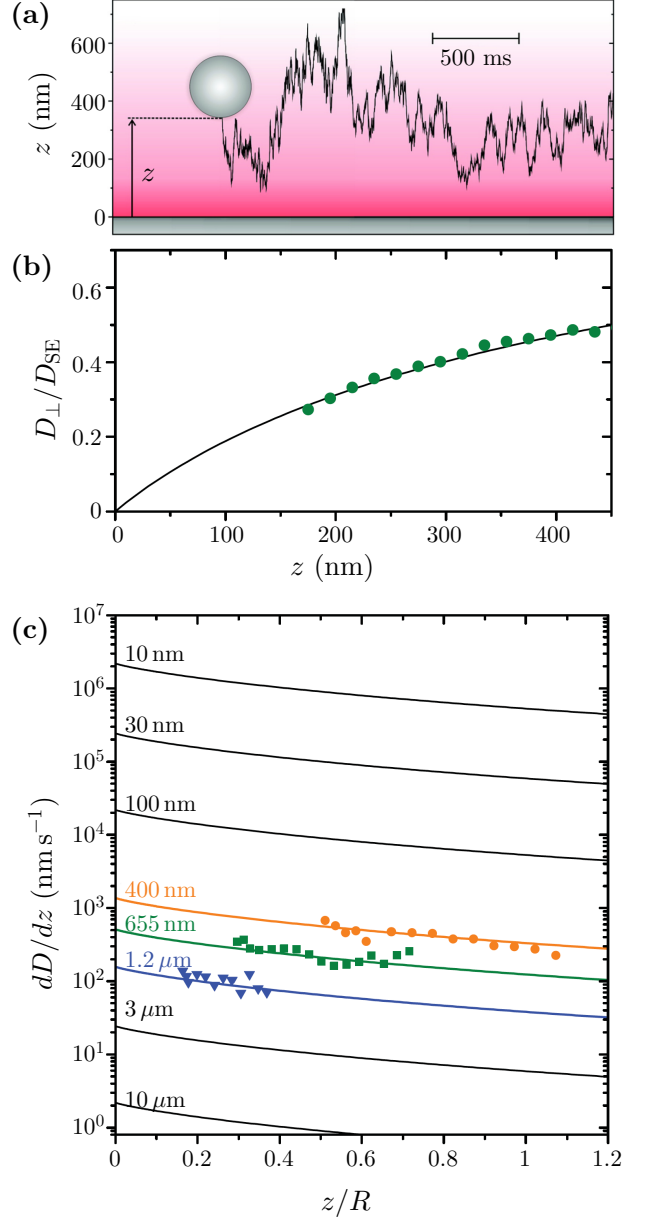 (a)
z (nm)
600
400
200
0
z
500 ms
(b)
D⊥/D_SE
0.6
0.4
0.2
0
0
100
200
300
400
z (nm)
(c)
dD/dz (nm s⁻¹)
10⁷
10⁶
10⁵
10⁴
10³
10²
10¹
10⁰
10 nm
30 nm
100 nm
400 nm
655 nm
1.2 μm
3 μm
10 μm
0
0.2
0.4
0.6
0.8
1
1.2
z/R